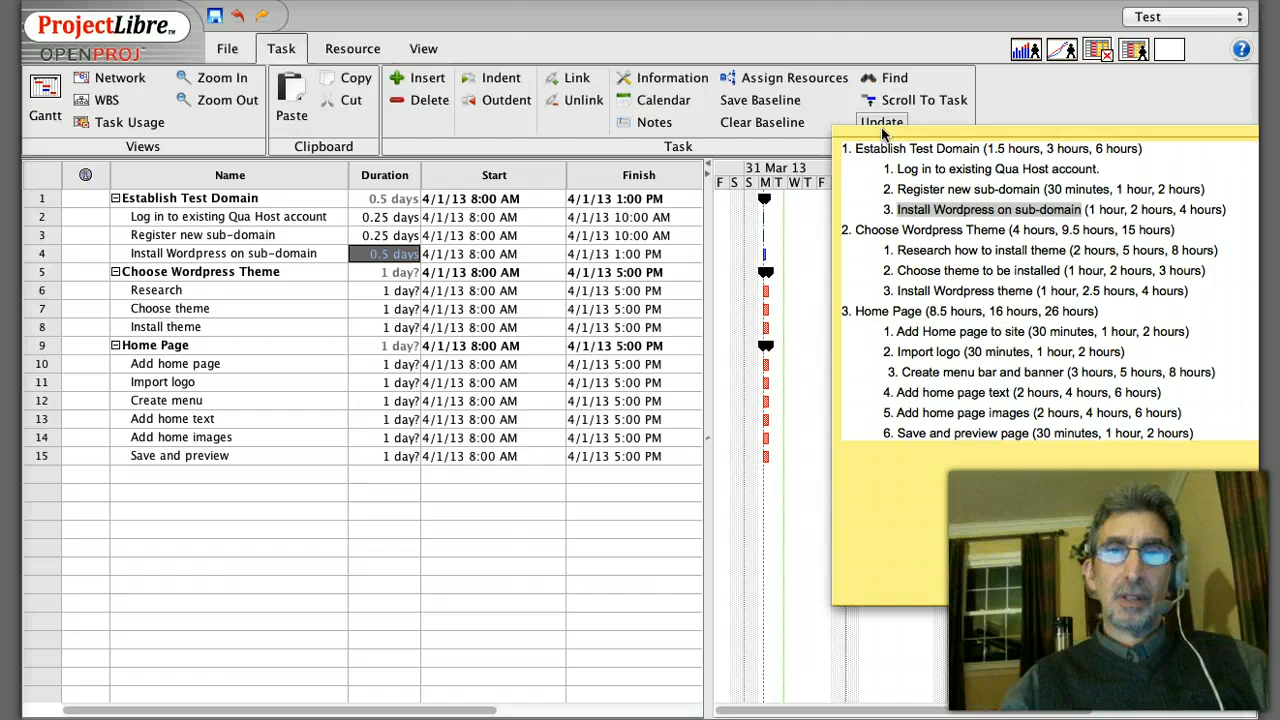 ProjectLibre™
OPENPROJ
Test
File Task Resource View
Network Zoom In Copy Insert Indent Link Information Assign Resources Find
WBS Zoom Out Cut Delete Outdent Unlink Calendar Save Baseline Scroll To Task
Gantt Task Usage Paste Notes Clear Baseline Update
Views Clipboard Task
Name Duration Start Finish
31 Mar 13
F S S M T W T F
1 Establish Test Domain 0.5 days 4/1/13 8:00 AM 4/1/13 1:00 PM
2 Log in to existing Qua Host account 0.25 days 4/1/13 8:00 AM 4/1/13 10:00 AM
3 Register new sub-domain 0.25 days 4/1/13 8:00 AM 4/1/13 10:00 AM
4 Install Wordpress on sub-domain 0.5 days 4/1/13 8:00 AM 4/1/13 1:00 PM
5 Choose Wordpress Theme 1 day? 4/1/13 8:00 AM 4/1/13 5:00 PM
6 Research 1 day? 4/1/13 8:00 AM 4/1/13 5:00 PM
7 Choose theme 1 day? 4/1/13 8:00 AM 4/1/13 5:00 PM
8 Install theme 1 day? 4/1/13 8:00 AM 4/1/13 5:00 PM
9 Home Page 1 day? 4/1/13 8:00 AM 4/1/13 5:00 PM
10 Add home page 1 day? 4/1/13 8:00 AM 4/1/13 5:00 PM
11 Import logo 1 day? 4/1/13 8:00 AM 4/1/13 5:00 PM
12 Create menu 1 day? 4/1/13 8:00 AM 4/1/13 5:00 PM
13 Add home text 1 day? 4/1/13 8:00 AM 4/1/13 5:00 PM
14 Add home images 1 day? 4/1/13 8:00 AM 4/1/13 5:00 PM
15 Save and preview 1 day? 4/1/13 8:00 AM 4/1/13 5:00 PM
1. Establish Test Domain (1.5 hours, 3 hours, 6 hours)
1. Log in to existing Qua Host account.
2. Register new sub-domain (30 minutes, 1 hour, 2 hours)
3. Install Wordpress on sub-domain (1 hour, 2 hours, 4 hours)
2. Choose Wordpress Theme (4 hours, 9.5 hours, 15 hours)
1. Research how to install theme (2 hours, 5 hours, 8 hours)
2. Choose theme to be installed (1 hour, 2 hours, 3 hours)
3. Install Wordpress theme (1 hour, 2.5 hours, 4 hours)
3. Home Page (8.5 hours, 16 hours, 26 hours)
1. Add Home page to site (30 minutes, 1 hour, 2 hours)
2. Import logo (30 minutes, 1 hour, 2 hours)
3. Create menu bar and banner (3 hours, 5 hours, 8 hours)
4. Add home page text (2 hours, 4 hours, 6 hours)
5. Add home page images (2 hours, 4 hours, 6 hours)
6. Save and preview page (30 minutes, 1 hour, 2 hours)